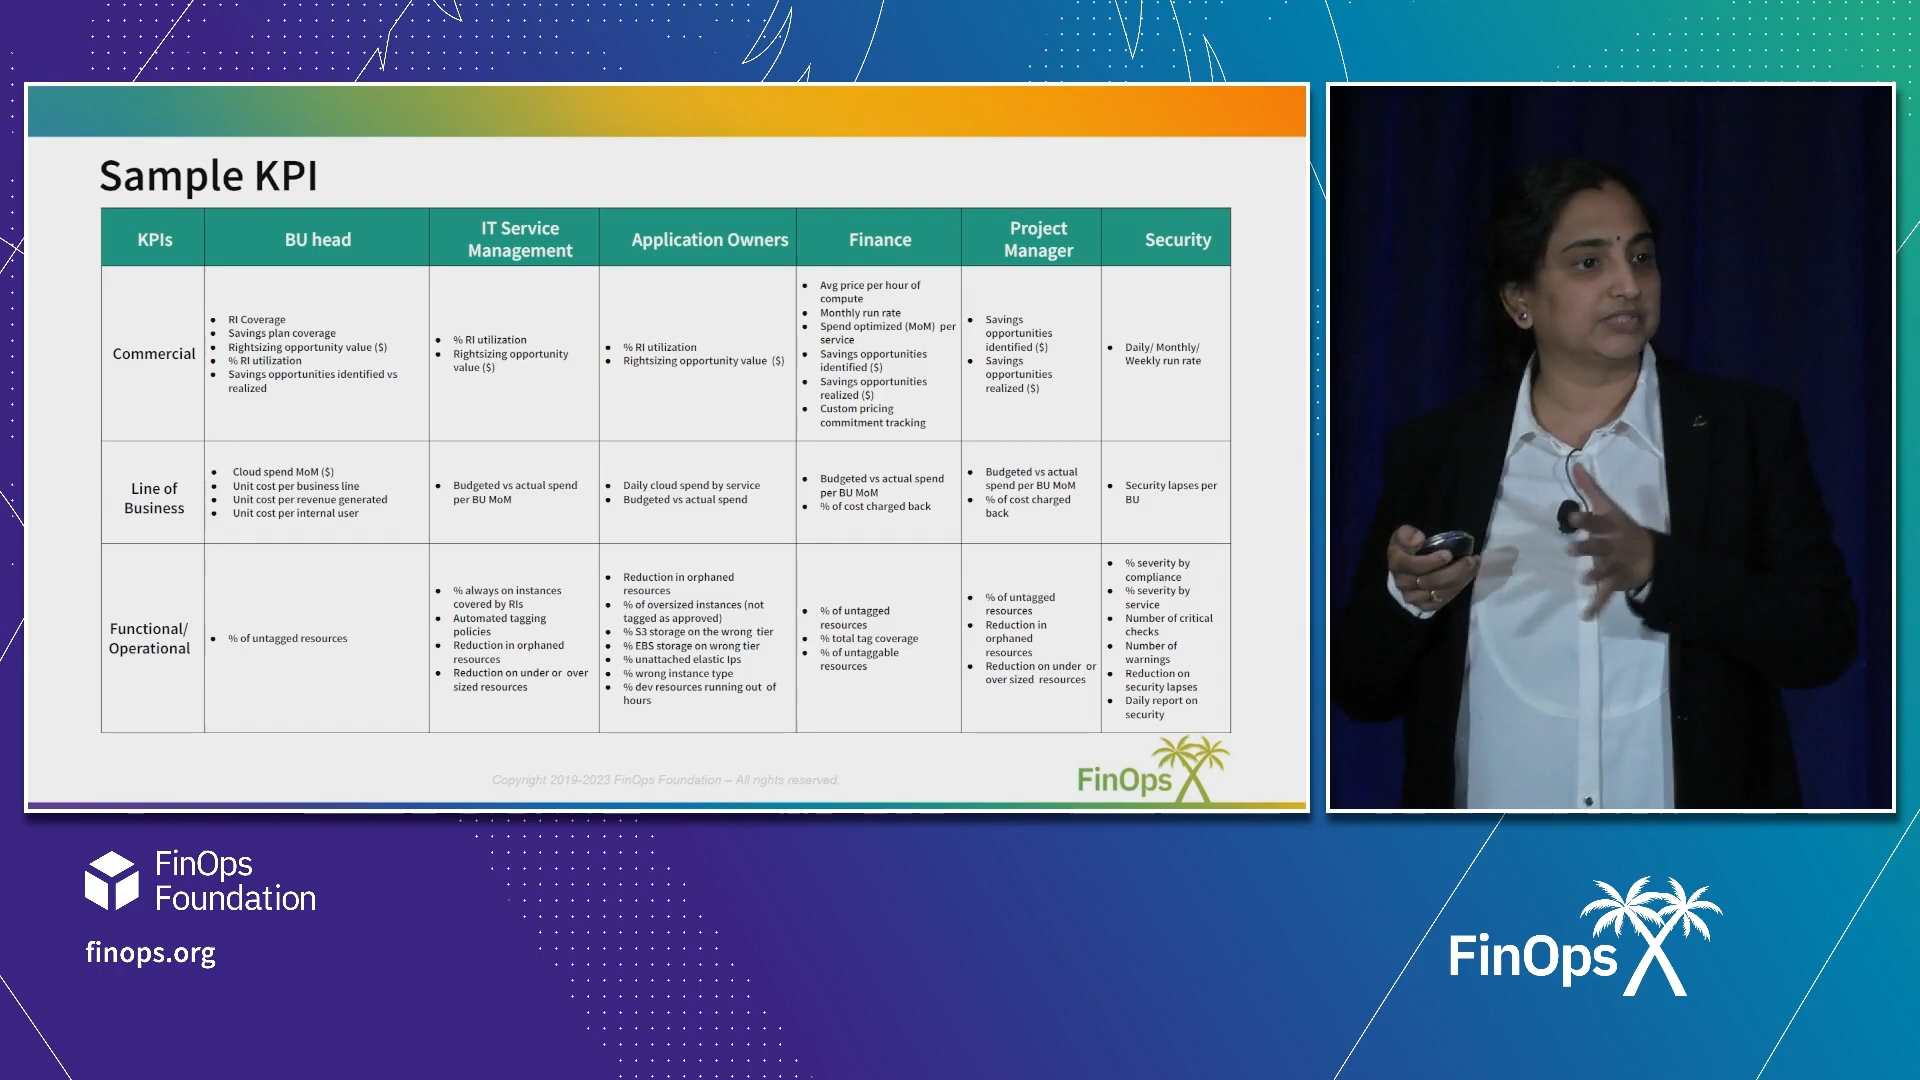 Sample KPI
KPIs
BU head
IT Service
Management
Application Owners
Finance
Project
Manager
Security
Commercial
• RI Coverage
• Savings plan coverage
• Rightsizing opportunity value ($)
• % RI utilization
• Savings opportunities identified vs
realized
• % RI utilization
• Rightsizing opportunity
value ($)
• % RI utilization
• Rightsizing opportunity value ($)
• Avg price per hour of
compute
• Monthly run rate
• Spend optimized (MoM) per
service
• Savings opportunities
identified ($)
• Savings opportunities
realized ($)
• Custom pricing
commitment tracking
• Savings
opportunities
identified ($)
• Savings
opportunities
realized ($)
• Daily/ Monthly/
Weekly run rate
Line of
Business
• Cloud spend MoM ($)
• Unit cost per business line
• Unit cost per revenue generated
• Unit cost per internal user
• Budgeted vs actual spend
per BU MoM
• Daily cloud spend by service
• Budgeted vs actual spend
• Budgeted vs actual spend
per BU MoM
• % of cost charged back
• Budgeted vs actual
spend per BU MoM
• % of cost charged
back
• Security lapses per
BU
Functional/
Operational
• % of untagged resources
• % always on instances
covered by RIs
• Automated tagging
policies
• Reduction in orphaned
resources
• Reduction on under or over
sized resources
• Reduction in orphaned
resources
• % of oversized instances (not
tagged as approved)
• % S3 storage on the wrong tier
• % EBS storage on wrong tier
• % unattached elastic Ips
• % wrong instance type
• % dev resources running out of
hours
• % of untagged
resources
• % total tag coverage
• % of untaggable
resources
• % of untagged
resources
• Reduction in
orphaned
resources
• Reduction on under or
over sized resources
• % severity by
compliance
• % severity by
service
• Number of critical
checks
• Number of
warnings
• Reduction on
security lapses
• Daily report on
security
Copyright 2019-2023 FinOps Foundation – All rights reserved.
FinOps X
FinOps
Foundation
finops.org
FinOps X